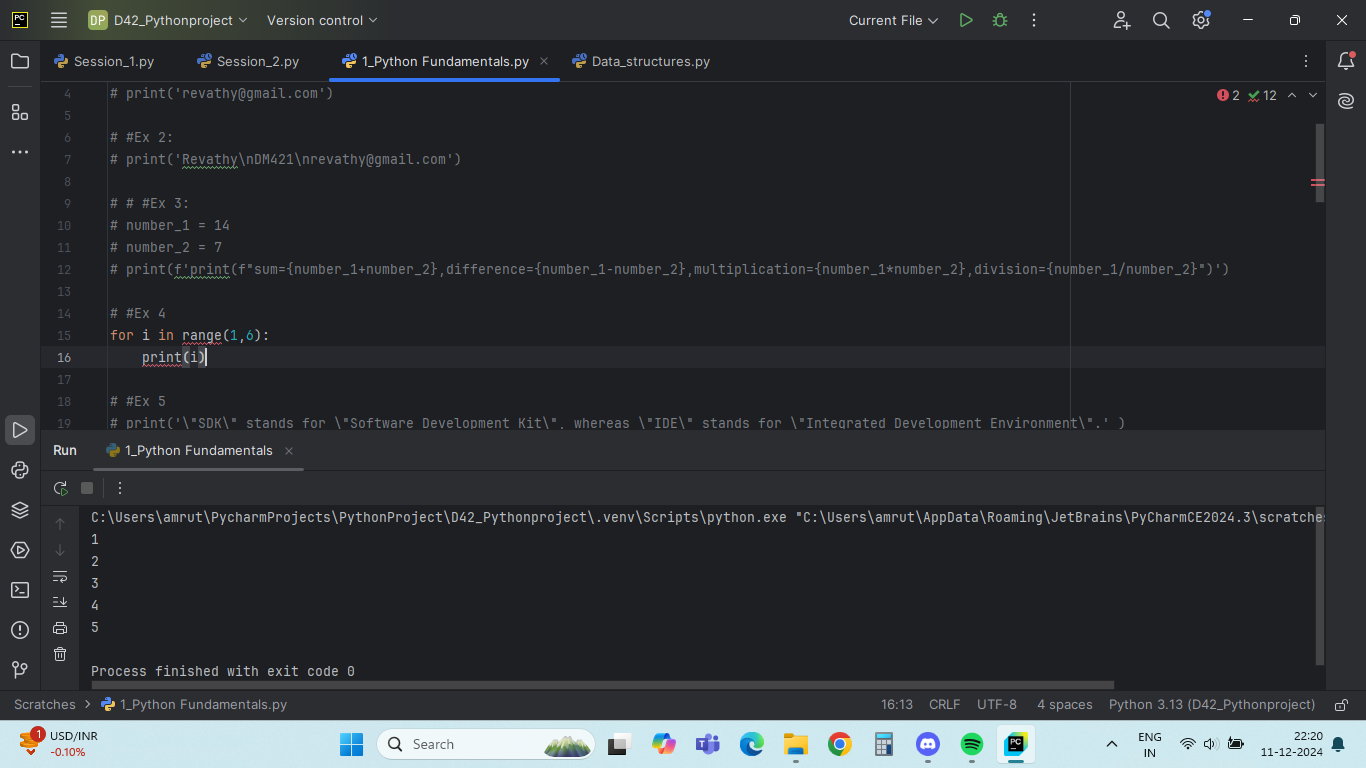 PC
DP D42_Pythonproject Version control Current File
Session_1.py Session_2.py 1_Python Fundamentals.py Data_structures.py
2 12
4 # print('revathy@gmail.com')
5
6 # #Ex 2:
7 # print('Revathy\nDM421\nrevathy@gmail.com')
8
9 # # #Ex 3:
10 # number_1 = 14
11 # number_2 = 7
12 # print(f'print(f"sum={number_1+number_2},difference={number_1-number_2},multiplication={number_1*number_2},division={number_1/number_2}")')
13
14 # #Ex 4
15 for i in range(1,6):
16 print(i)
17
18 # #Ex 5
19 # print('\"SDK\" stands for \"Software Development Kit\", whereas \"IDE\" stands for \"Integrated Development Environment\".' )
Run 1_Python Fundamentals
C:\Users\amrut\PycharmProjects\PythonProject\D42_Pythonproject\.venv\Scripts\python.exe "C:\Users\amrut\AppData\Roaming\JetBrains\PyCharmCE2024.3\scratches
1
2
3
4
5
Process finished with exit code 0
Scratches 1_Python Fundamentals.py 16:13 CRLF UTF-8 4 spaces Python 3.13 (D42_Pythonproject)
1 USD/INR
-0.10%
Search
PC
ENG
IN
22:20
11-12-2024